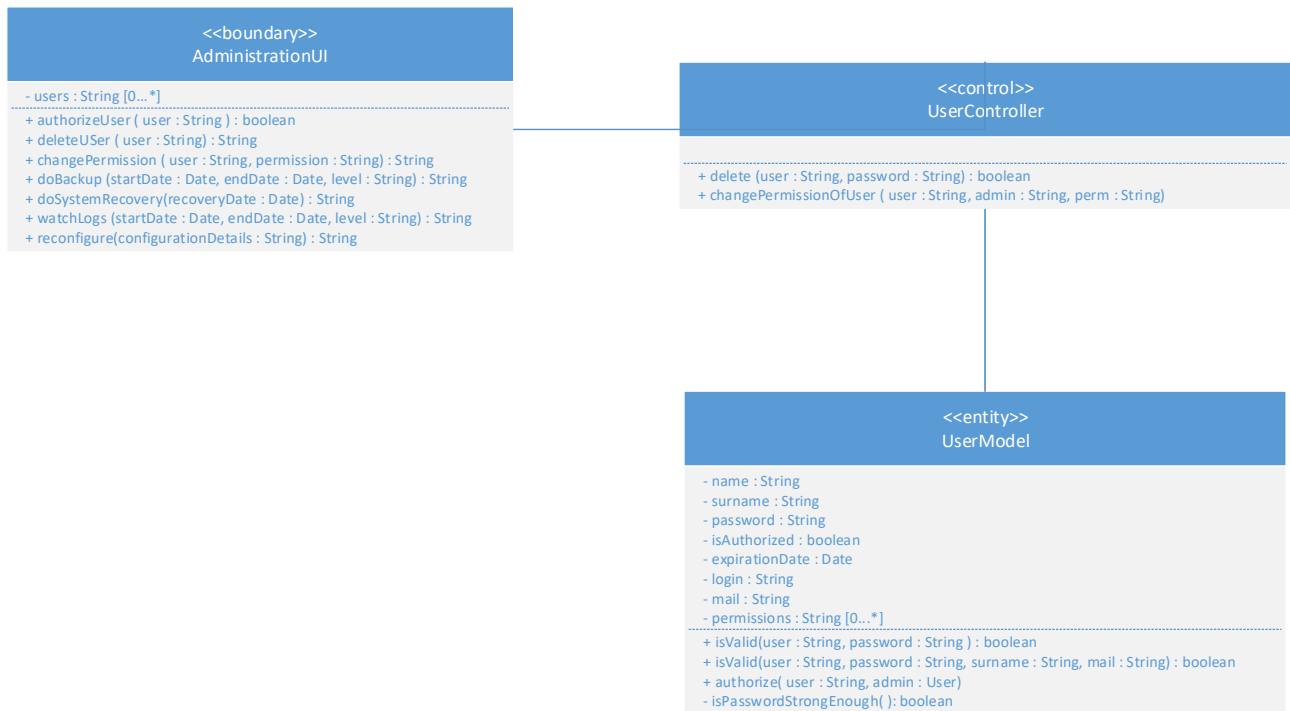 <<boundary>>
AdministrationUI
- users : String [0...*]
+ authorizeUser ( user : String ) : boolean
+ deleteUSer ( user : String) : String
+ changePermission ( user : String, permission : String) : String
+ doBackup (startDate : Date, endDate : Date, level : String) : String
+ doSystemRecovery(recoveryDate : Date) : String
+ watchLogs (startDate : Date, endDate : Date, level : String) : String
+ reconfigure(configurationDetails : String) : String
<<control>>
UserController
+ delete (user : String, password : String) : boolean
+ changePermissionOfUser ( user : String, admin : String, perm : String)
<<entity>>
UserModel
- name : String
- surname : String
- password : String
- isAuthorized : boolean
- expirationDate : Date
- login : String
- mail : String
- permissions : String [0...*]
+ isValid(user : String, password : String ) : boolean
+ isValid(user : String, password : String, surname : String, mail : String) : boolean
+ authorize( user : String, admin : User)
- isPasswordStrongEnough( ): boolean